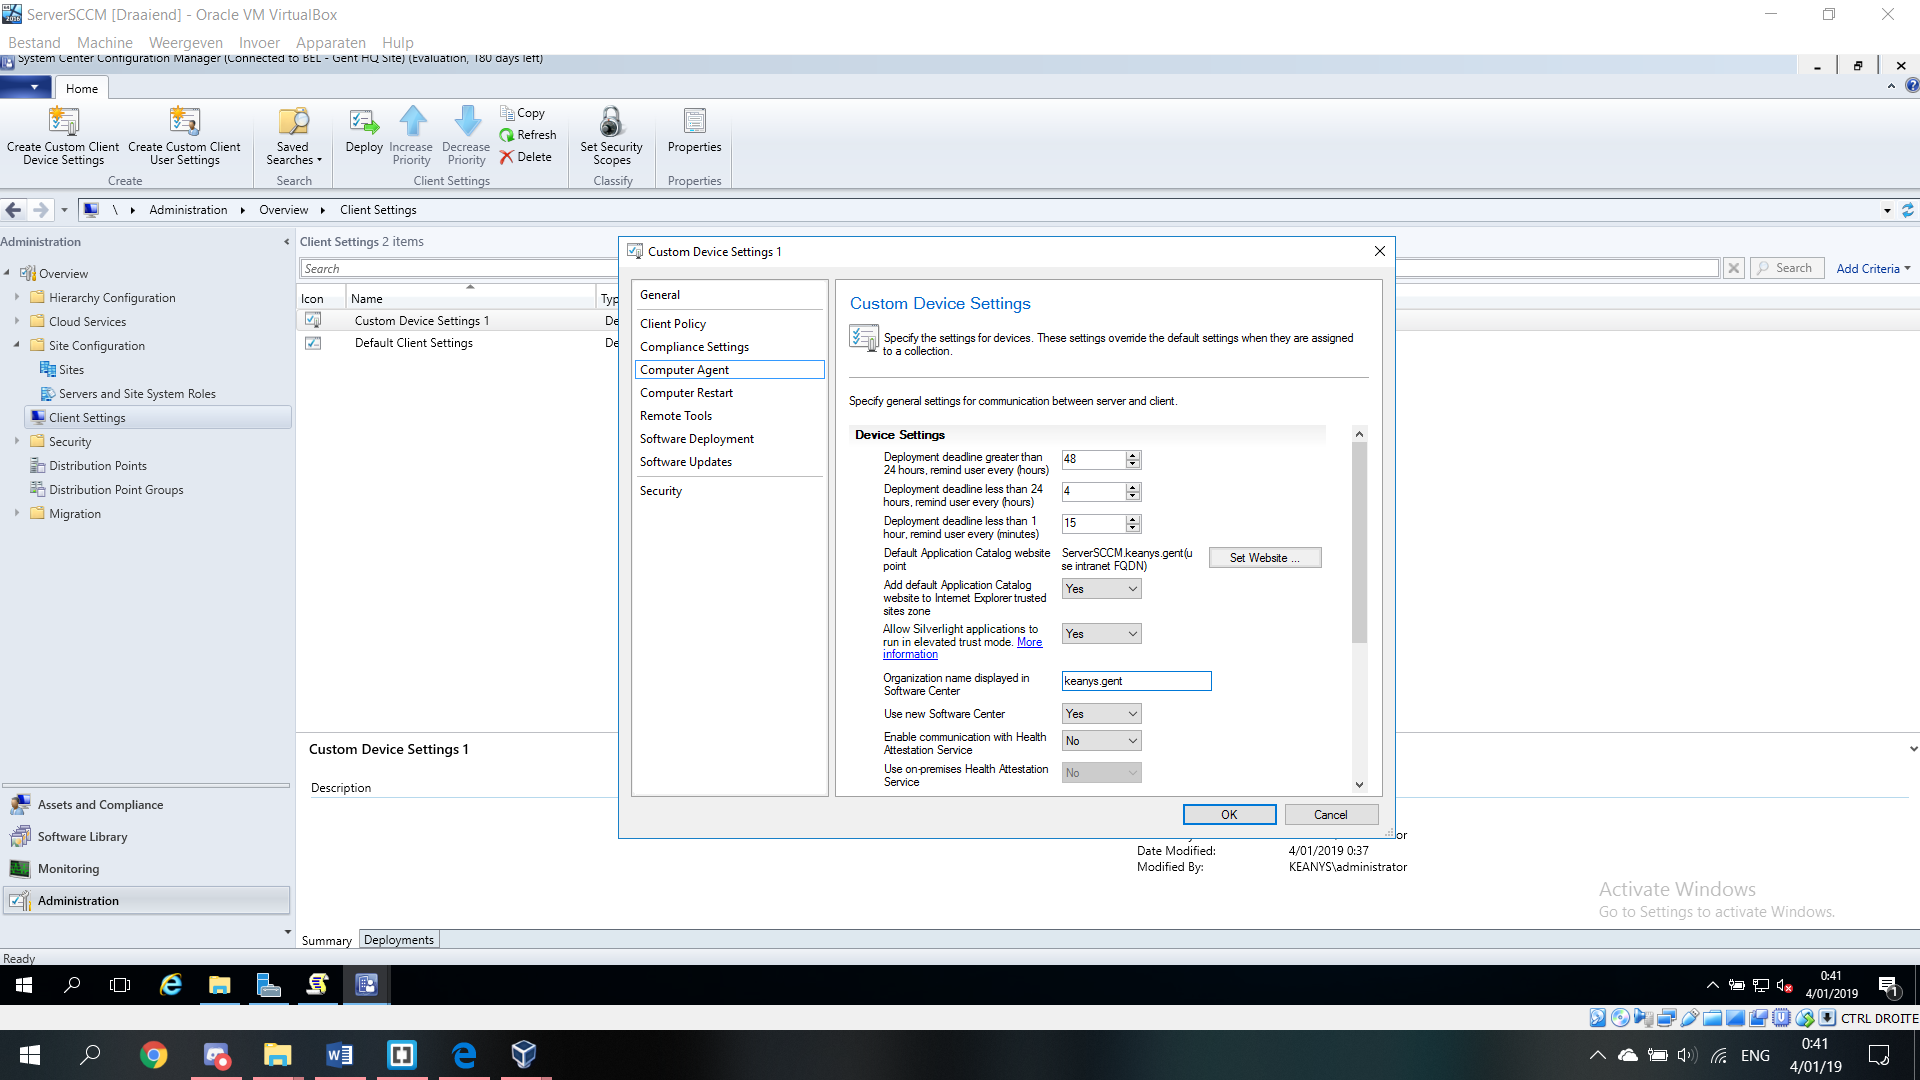 ServerSCCM [Draaiend] - Oracle VM VirtualBox
Bestand Machine Weergeven Invoer Apparaten Hulp
System Center Configuration Manager (Connected to BEL - Gent HQ Site) (Evaluation, 180 days left)
Home
Create Custom Client Device Settings
Create Custom Client User Settings
Create
Saved Searches
Search
Deploy
Increase Priority
Decrease Priority
Copy
Refresh
Delete
Client Settings
Set Security Scopes
Classify
Properties
Properties
\ Administration Overview Client Settings
Administration
Overview
Hierarchy Configuration
Cloud Services
Site Configuration
Sites
Servers and Site System Roles
Client Settings
Security
Distribution Points
Distribution Point Groups
Migration
Assets and Compliance
Software Library
Monitoring
Administration
Ready
Client Settings 2 items
Search
Search
Add Criteria
Icon Name Typ
Custom Device Settings 1 De
Default Client Settings De
Custom Device Settings 1
Description
or
Date Modified: 4/01/2019 0:37
Modified By: KEANYS\administrator
Summary Deployments
Custom Device Settings 1
General
Client Policy
Compliance Settings
Computer Agent
Computer Restart
Remote Tools
Software Deployment
Software Updates
Security
Custom Device Settings
Specify the settings for devices. These settings override the default settings when they are assigned
to a collection.
Specify general settings for communication between server and client.
Device Settings
Deployment deadline greater than
24 hours, remind user every (hours)
48
Deployment deadline less than 24
hours, remind user every (hours)
4
Deployment deadline less than 1
hour, remind user every (minutes)
15
Default Application Catalog website
point
ServerSCCM.keanys.gent(u
se intranet FQDN)
Set Website ...
Add default Application Catalog
website to Internet Explorer trusted
sites zone
Yes
Allow Silverlight applications to
run in elevated trust mode. More
information
Yes
Organization name displayed in
Software Center
keanys.gent
Use new Software Center
Yes
Enable communication with Health
Attestation Service
No
Use on-premises Health Attestation
Service
No
OK Cancel
Activate Windows
Go to Settings to activate Windows.
0:41
4/01/2019
1
CTRL DROITE
ENG
0:41
4/01/19